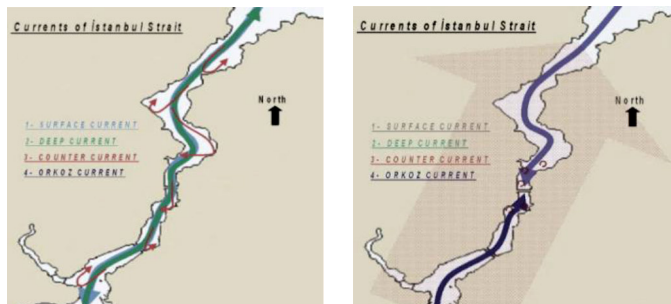 Currents of İstanbul Strait
North
1- SURFACE CURRENT
2- DEEP CURRENT
3- COUNTER CURRENT
4- ORKOZ CURRENT
Currents of İstanbul Strait
North
1- SURFACE CURRENT
2- DEEP CURRENT
3- COUNTER CURRENT
4- ORKOZ CURRENT